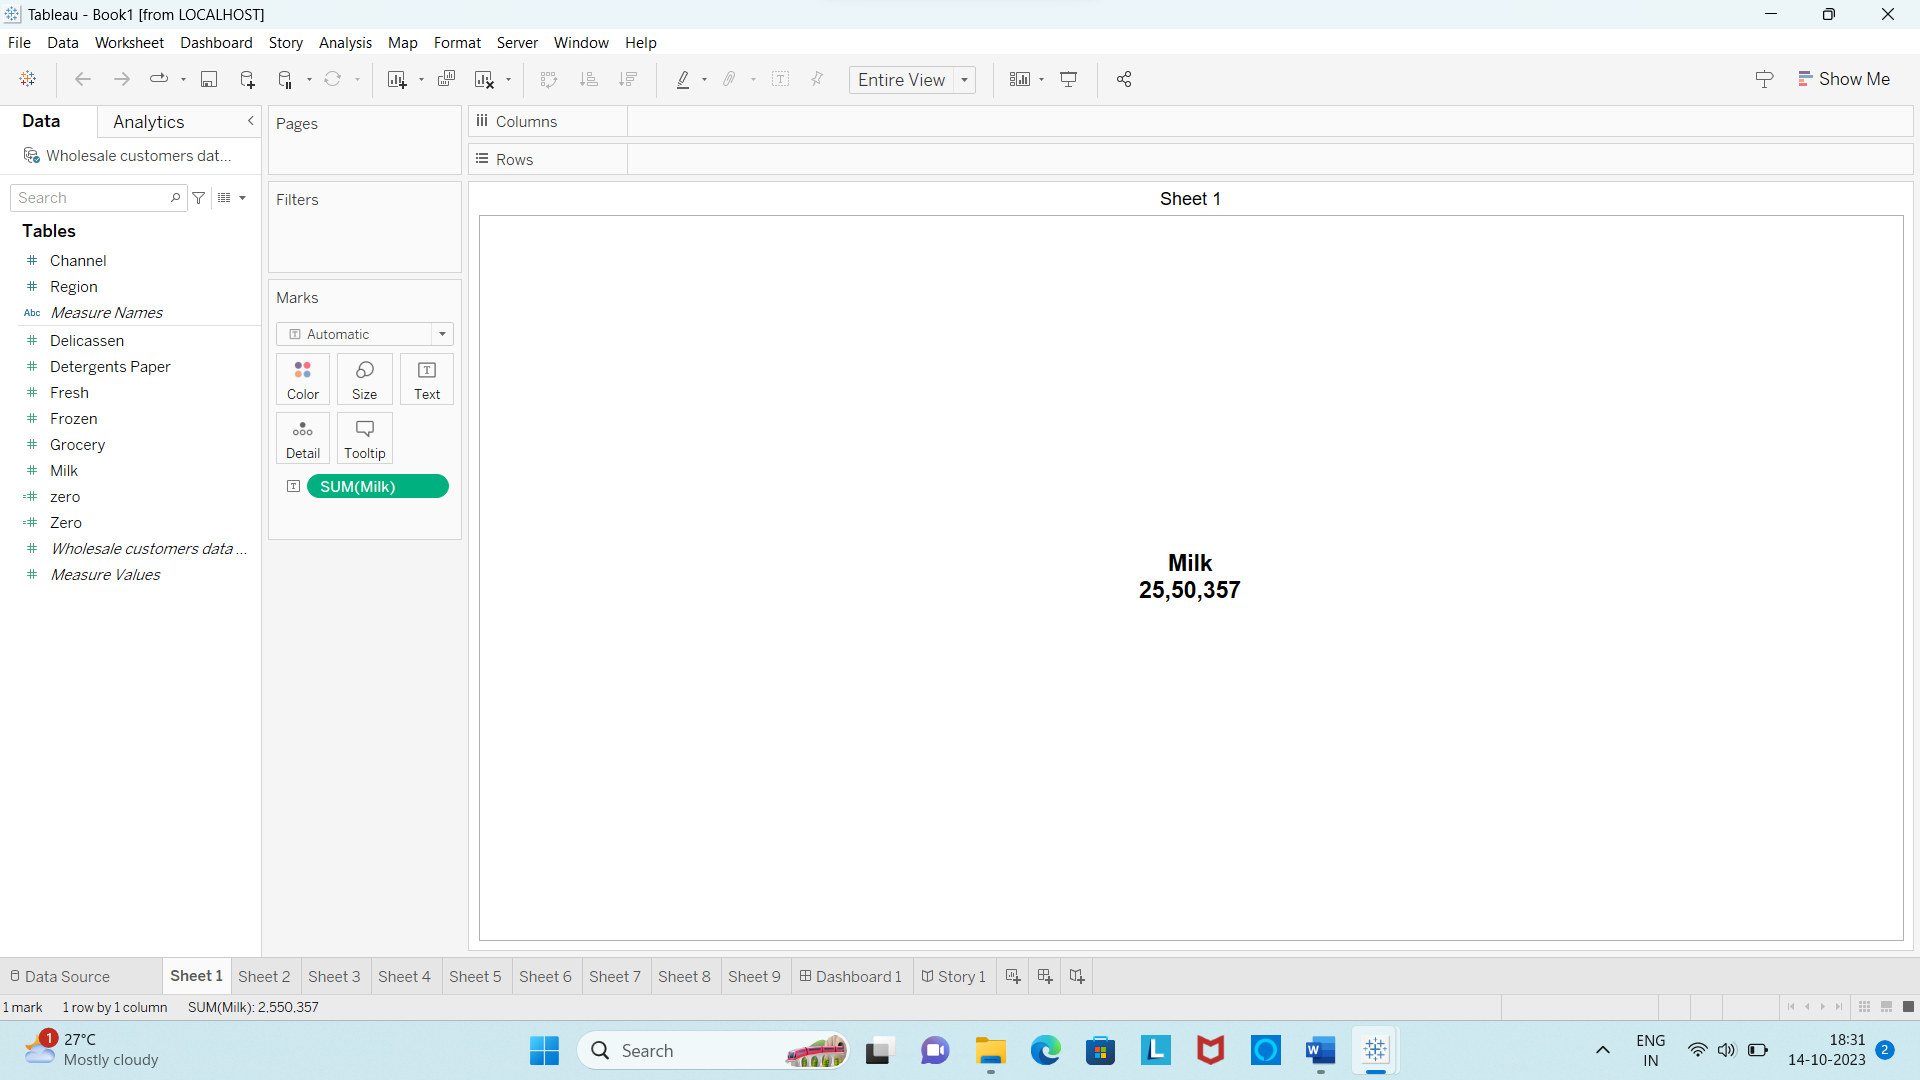 Tableau - Book1 [from LOCALHOST]
File Data Worksheet Dashboard Story Analysis Map Format Server Window Help
Entire View
Show Me
Data Analytics
Wholesale customers dat...
Search
Tables
Channel
Region
Abc Measure Names
Delicassen
Detergents Paper
Fresh
Frozen
Grocery
Milk
zero
Zero
Wholesale customers data ...
Measure Values
Pages
Filters
Marks
Automatic
Color Size Text
Detail Tooltip
SUM(Milk)
Columns
Rows
Sheet 1
Milk
25,50,357
Data Source Sheet 1 Sheet 2 Sheet 3 Sheet 4 Sheet 5 Sheet 6 Sheet 7 Sheet 8 Sheet 9 Dashboard 1 Story 1
1 mark 1 row by 1 column SUM(Milk): 2,550,357
1 27°C
Mostly cloudy
Search
ENG
IN
18:31
14-10-2023
2